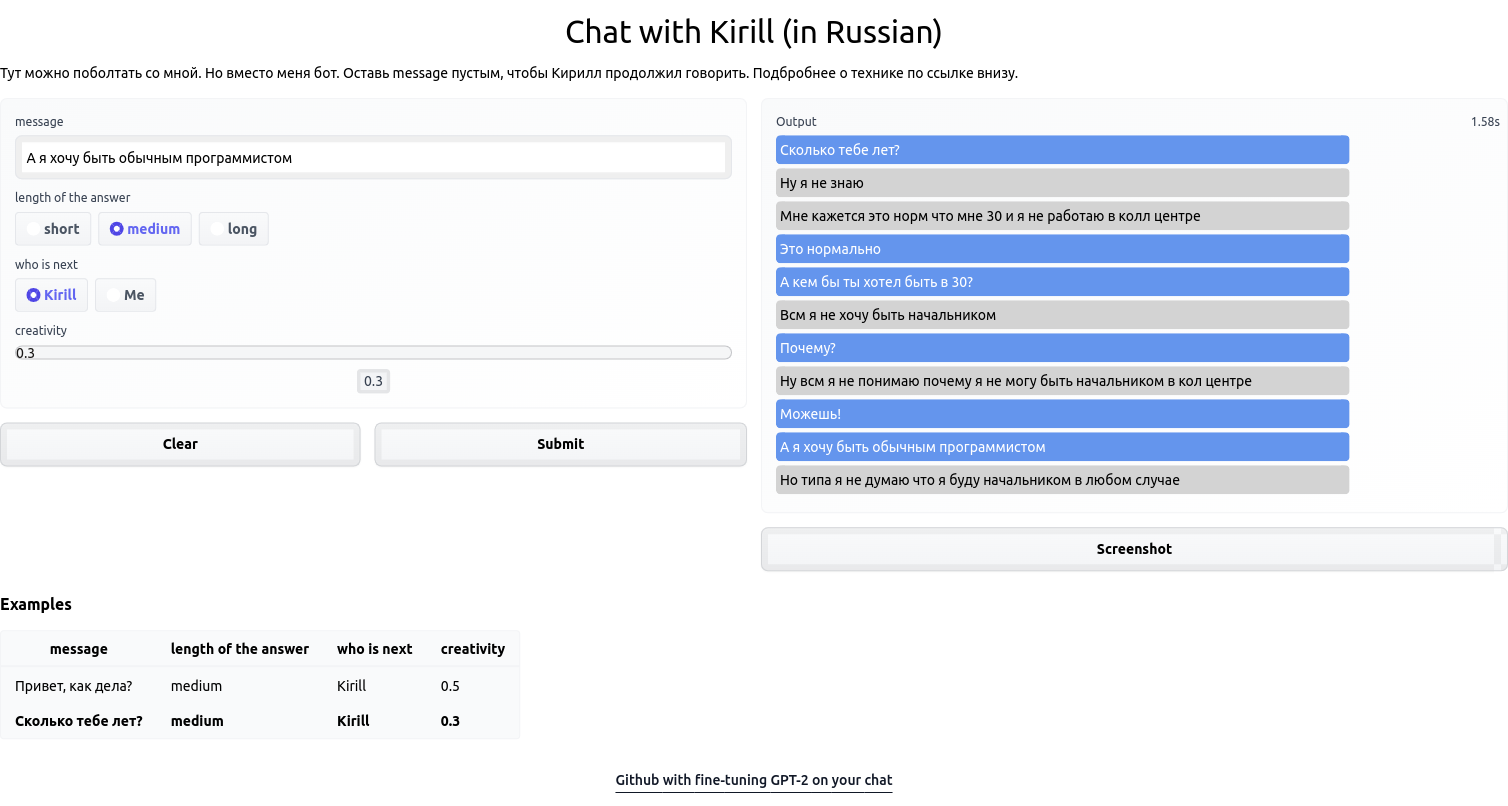 Chat with Kirill (in Russian)
Тут можно поболтать со мной. Но вместо меня бот. Оставь message пустым, чтобы Кирилл продолжил говорить. Подбробнее о технике по ссылке внизу.
message
А я хочу быть обычным программистом
length of the answer
short medium long
who is next
Kirill Me
creativity
0.3
0.3
Clear Submit
Output 1.58s
Сколько тебе лет?
Ну я не знаю
Мне кажется это норм что мне 30 и я не работаю в колл центре
Это нормально
А кем бы ты хотел быть в 30?
Всм я не хочу быть начальником
Почему?
Ну всм я не понимаю почему я не могу быть начальником в кол центре
Можешь!
А я хочу быть обычным программистом
Но типа я не думаю что я буду начальником в любом случае
Screenshot
Examples
message length of the answer who is next creativity
Привет, как дела? medium Kirill 0.5
Сколько тебе лет? medium Kirill 0.3
Github with fine-tuning GPT-2 on your chat